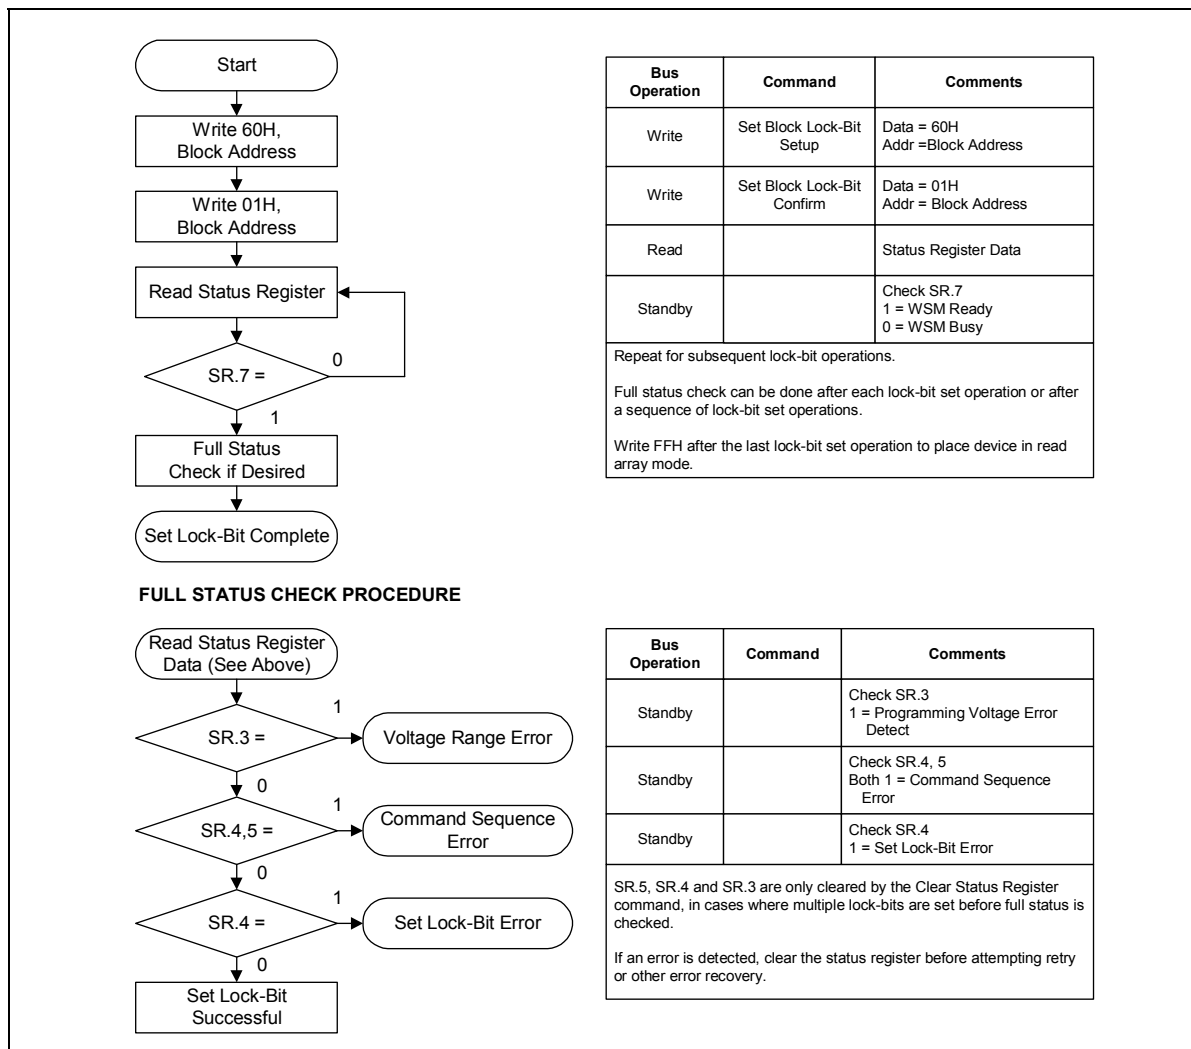 Start
Write 60H,
Block Address
Write 01H,
Block Address
Read Status Register
SR.7 =
0
1
Full Status
Check if Desired
Set Lock-Bit Complete
Bus
Operation
Command
Comments
Write
Set Block Lock-Bit
Setup
Data = 60H
Addr =Block Address
Write
Set Block Lock-Bit
Confirm
Data = 01H
Addr = Block Address
Read
Status Register Data
Standby
Check SR.7
1 = WSM Ready
0 = WSM Busy
Repeat for subsequent lock-bit operations.
Full status check can be done after each lock-bit set operation or after
a sequence of lock-bit set operations.
Write FFH after the last lock-bit set operation to place device in read
array mode.
FULL STATUS CHECK PROCEDURE
Read Status Register
Data (See Above)
SR.3 =
1
Voltage Range Error
0
SR.4,5 =
1
Command Sequence
Error
0
SR.4 =
1
Set Lock-Bit Error
0
Set Lock-Bit
Successful
Bus
Operation
Command
Comments
Standby
Check SR.3
1 = Programming Voltage Error
Detect
Standby
Check SR.4, 5
Both 1 = Command Sequence
Error
Standby
Check SR.4
1 = Set Lock-Bit Error
SR.5, SR.4 and SR.3 are only cleared by the Clear Status Register
command, in cases where multiple lock-bits are set before full status is
checked.
If an error is detected, clear the status register before attempting retry
or other error recovery.